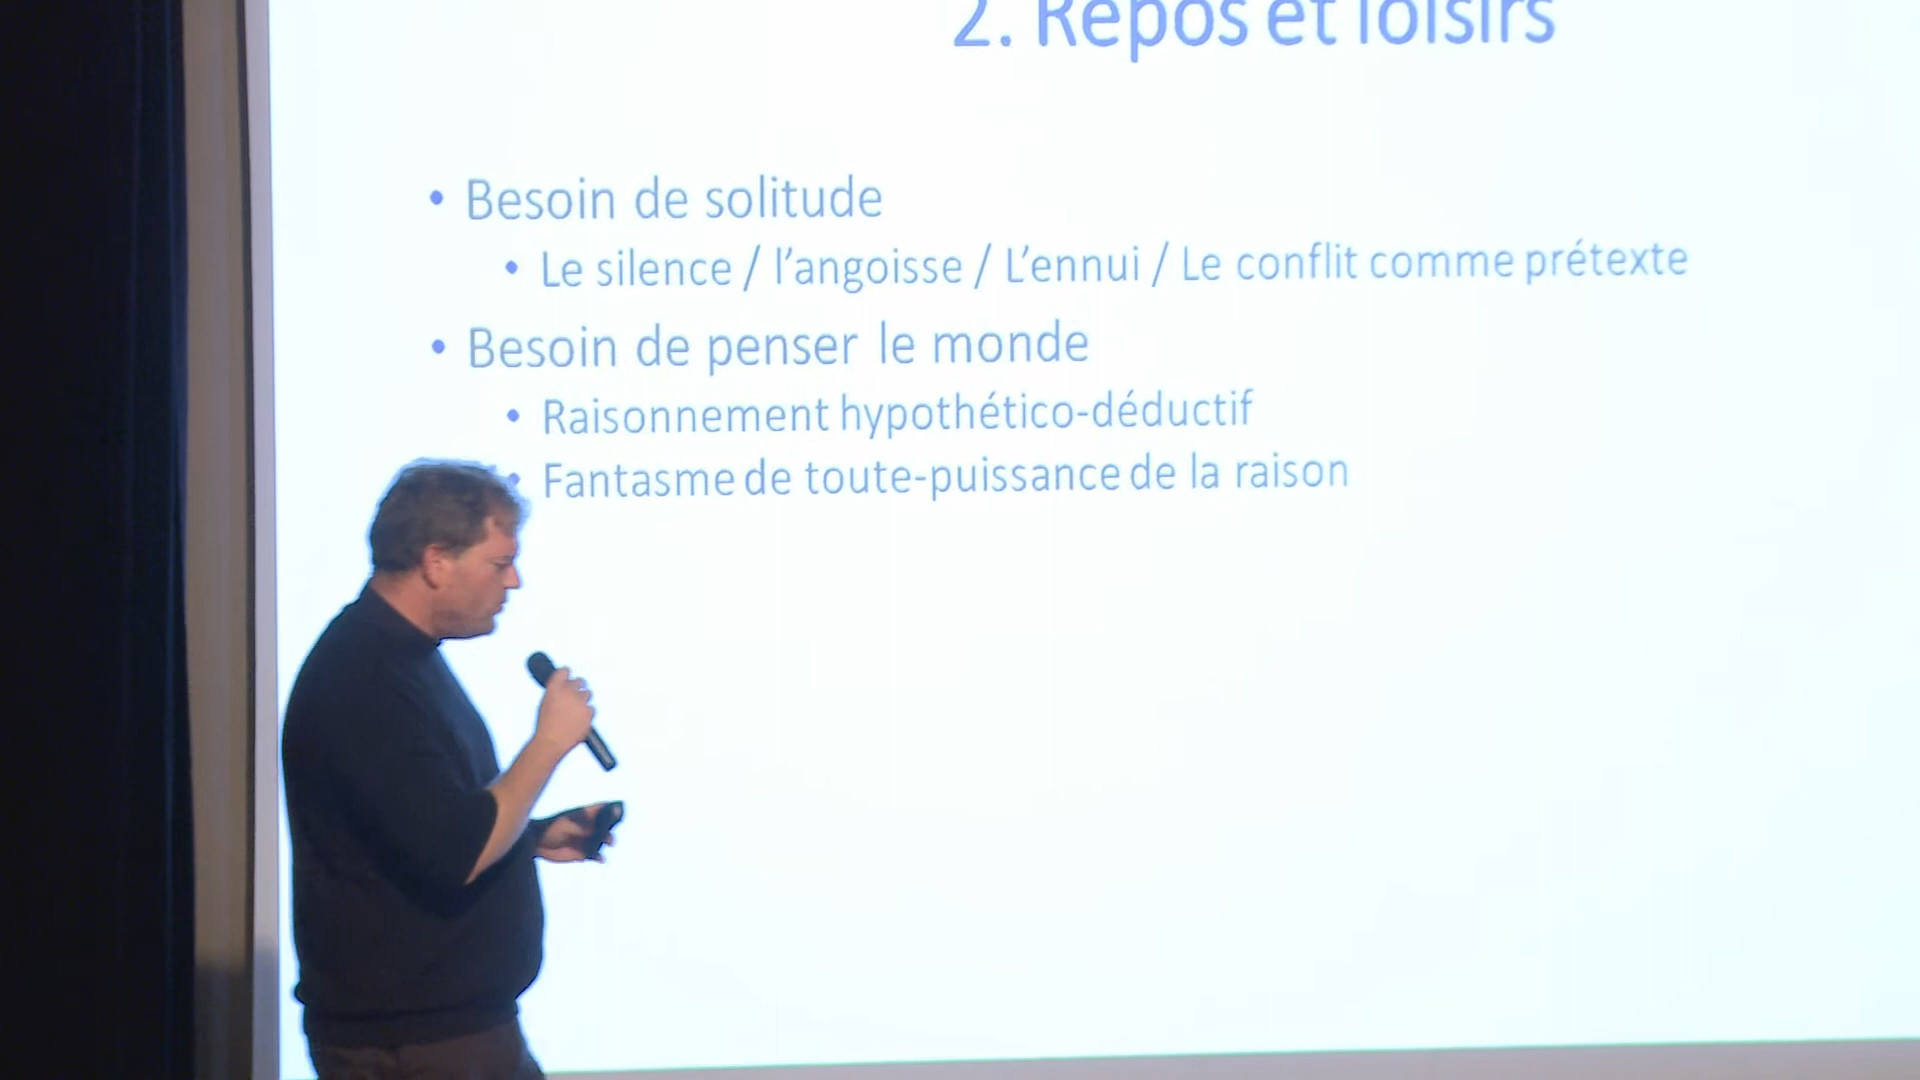 2. Repos et loisirs
• Besoin de solitude
• Le silence / l'angoisse / L'ennui / Le conflit comme prétexte
• Besoin de penser le monde
• Raisonnement hypothético-déductif
• Fantasme de toute-puissance de la raison